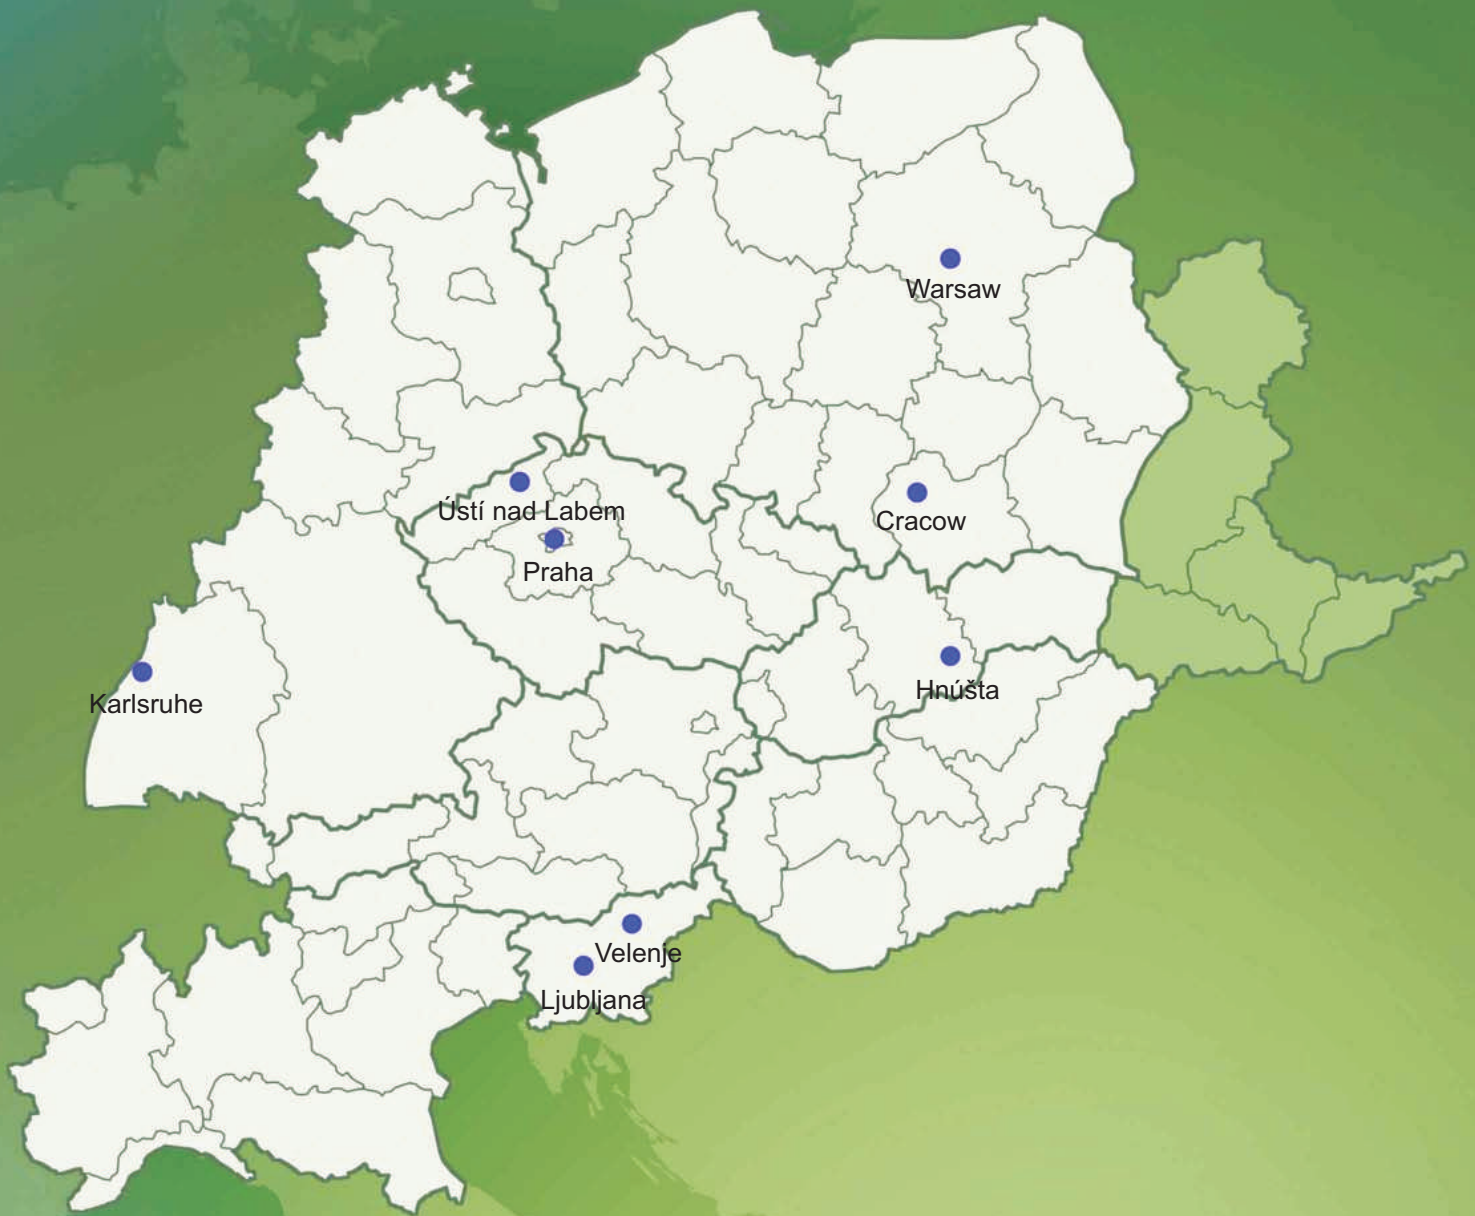 Warsaw
Ústí nad Labem
Cracow
Praha
Hnúšta
Karlsruhe
Velenje
Ljubljana